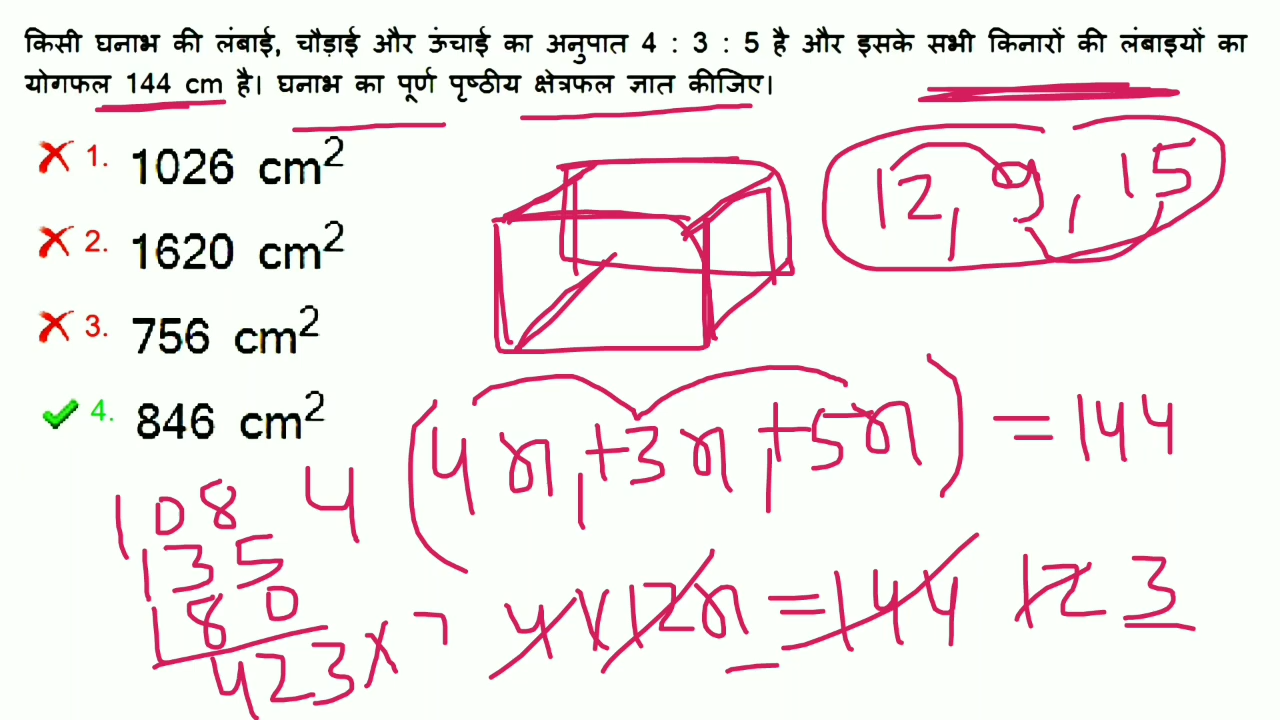 किसी घनाभ की लंबाई, चौड़ाई और ऊंचाई का अनुपात 4 : 3 : 5 है और इसके सभी किनारों की लंबाइयों का
योगफल 144 cm है। घनाभ का पूर्ण पृष्ठीय क्षेत्रफल ज्ञात कीजिए।
1. 1026 cm²
2. 1620 cm²
3. 756 cm²
4. 846 cm²
12, 9, 15
4 (4x + 3x + 5x) = 144
4 × 12x = 144 12 3
108
135
180
423 ×